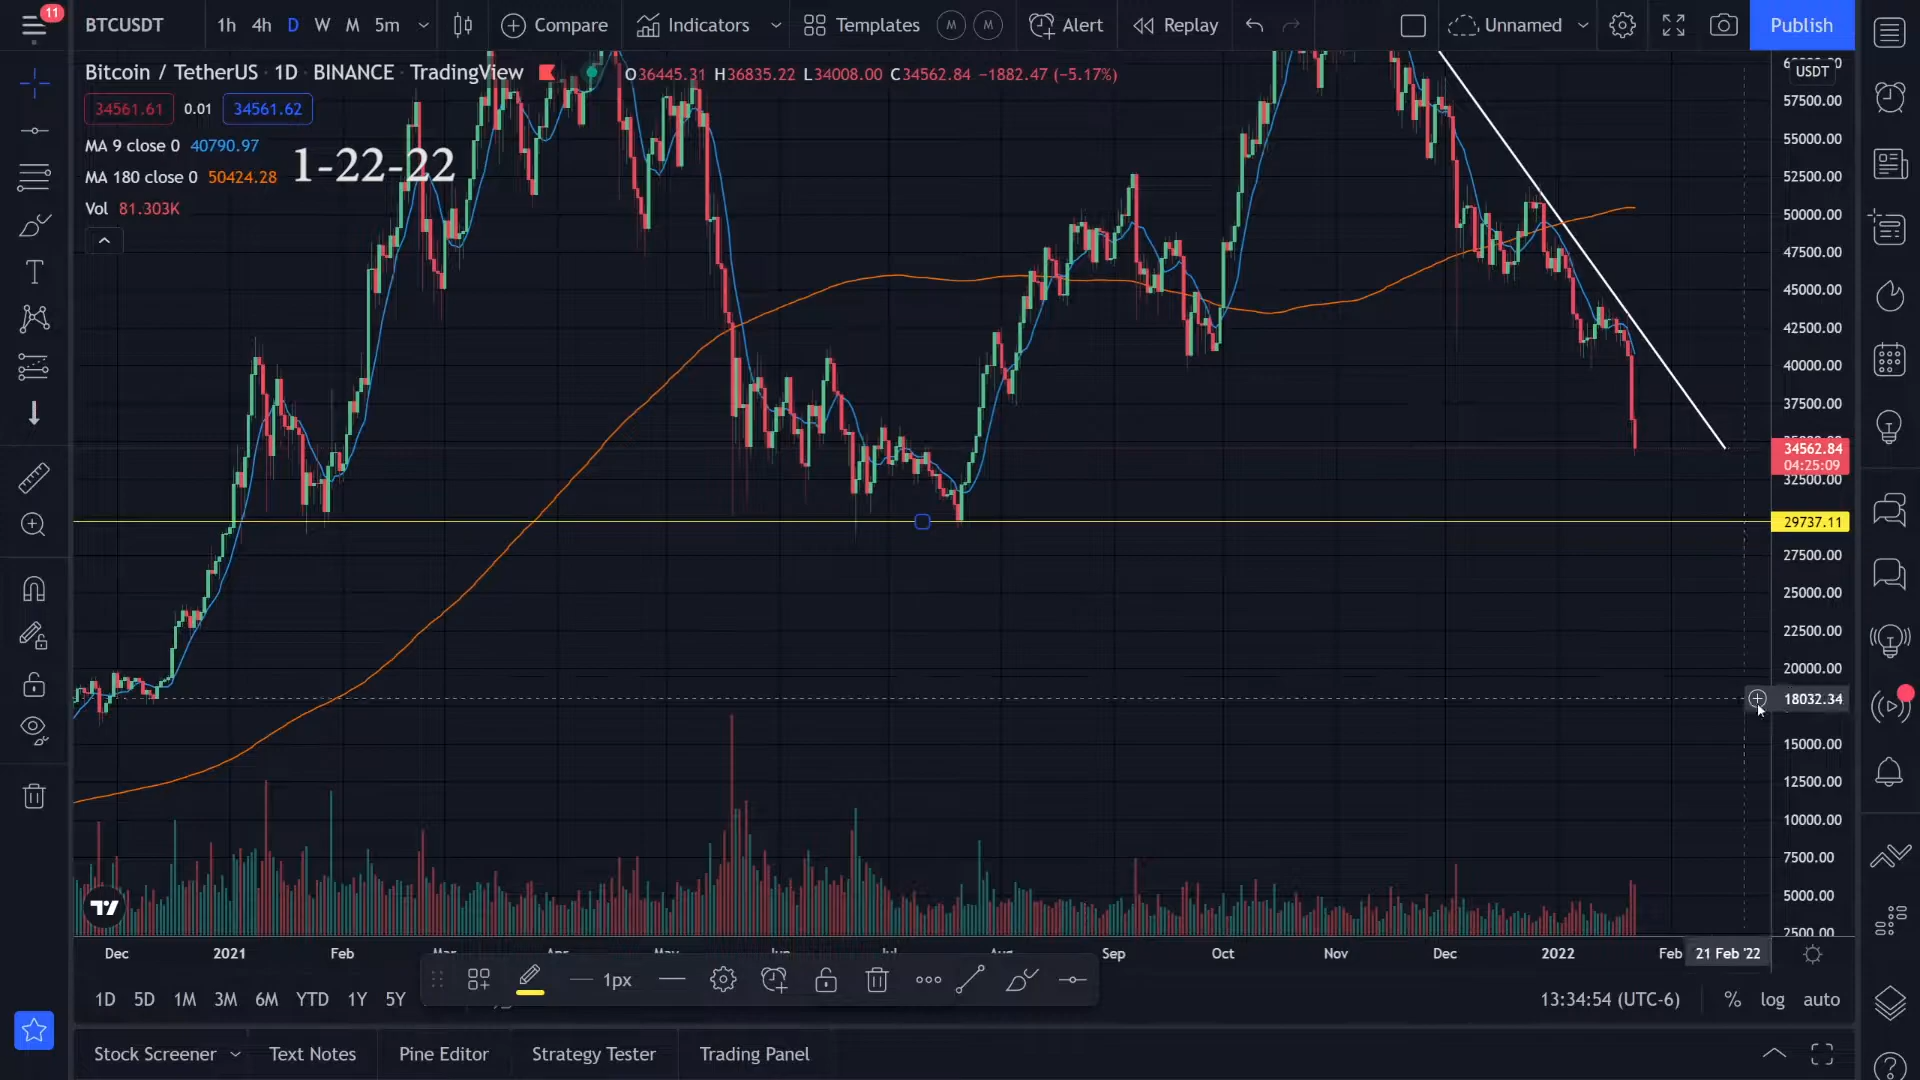 11
BTCUSDT 1h 4h D W M 5m Compare Indicators Templates M M Alert Replay Unnamed Publish
Bitcoin / TetherUS · 1D · BINANCE · TradingView O36445.31 H36835.22 L34008.00 C34562.84 −1882.47 (−5.17%)
USDT
34561.61 0.01 34561.62
57500.00
55000.00
MA 9 close 0 40790.97
1-22-22
MA 180 close 0 50424.28
52500.00
Vol 81.303K
50000.00
47500.00
45000.00
42500.00
40000.00
37500.00
34562.84
04:25:09
32500.00
29737.11
27500.00
25000.00
22500.00
20000.00
18032.34
15000.00
12500.00
10000.00
7500.00
5000.00
2500.00
Dec 2021 Feb Mar Apr May Jun Jul Aug Sep Oct Nov Dec 2022 Feb 21 Feb '22
1px
1D 5D 1M 3M 6M YTD 1Y 5Y 13:34:54 (UTC-6) % log auto
Stock Screener Text Notes Pine Editor Strategy Tester Trading Panel